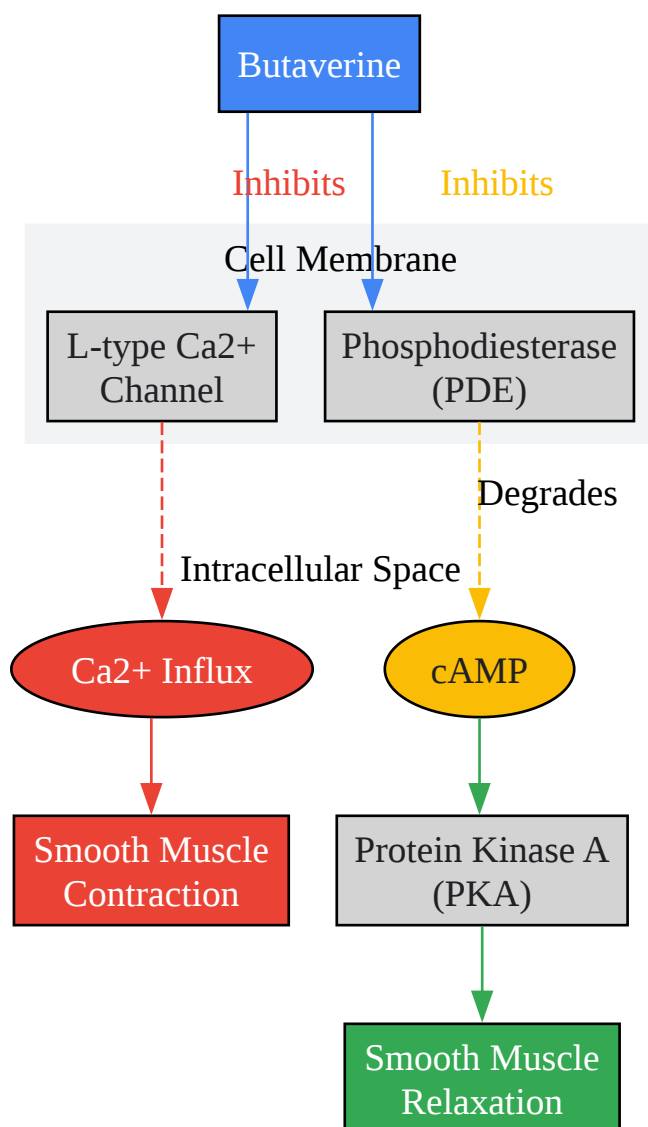 Butaverine
Inhibits
Inhibits
Cell Membrane
L-type Ca2+
Channel
Phosphodiesterase
(PDE)
Degrades
Intracellular Space
Ca2+ Influx
cAMP
Smooth Muscle
Contraction
Protein Kinase A
(PKA)
Smooth Muscle
Relaxation